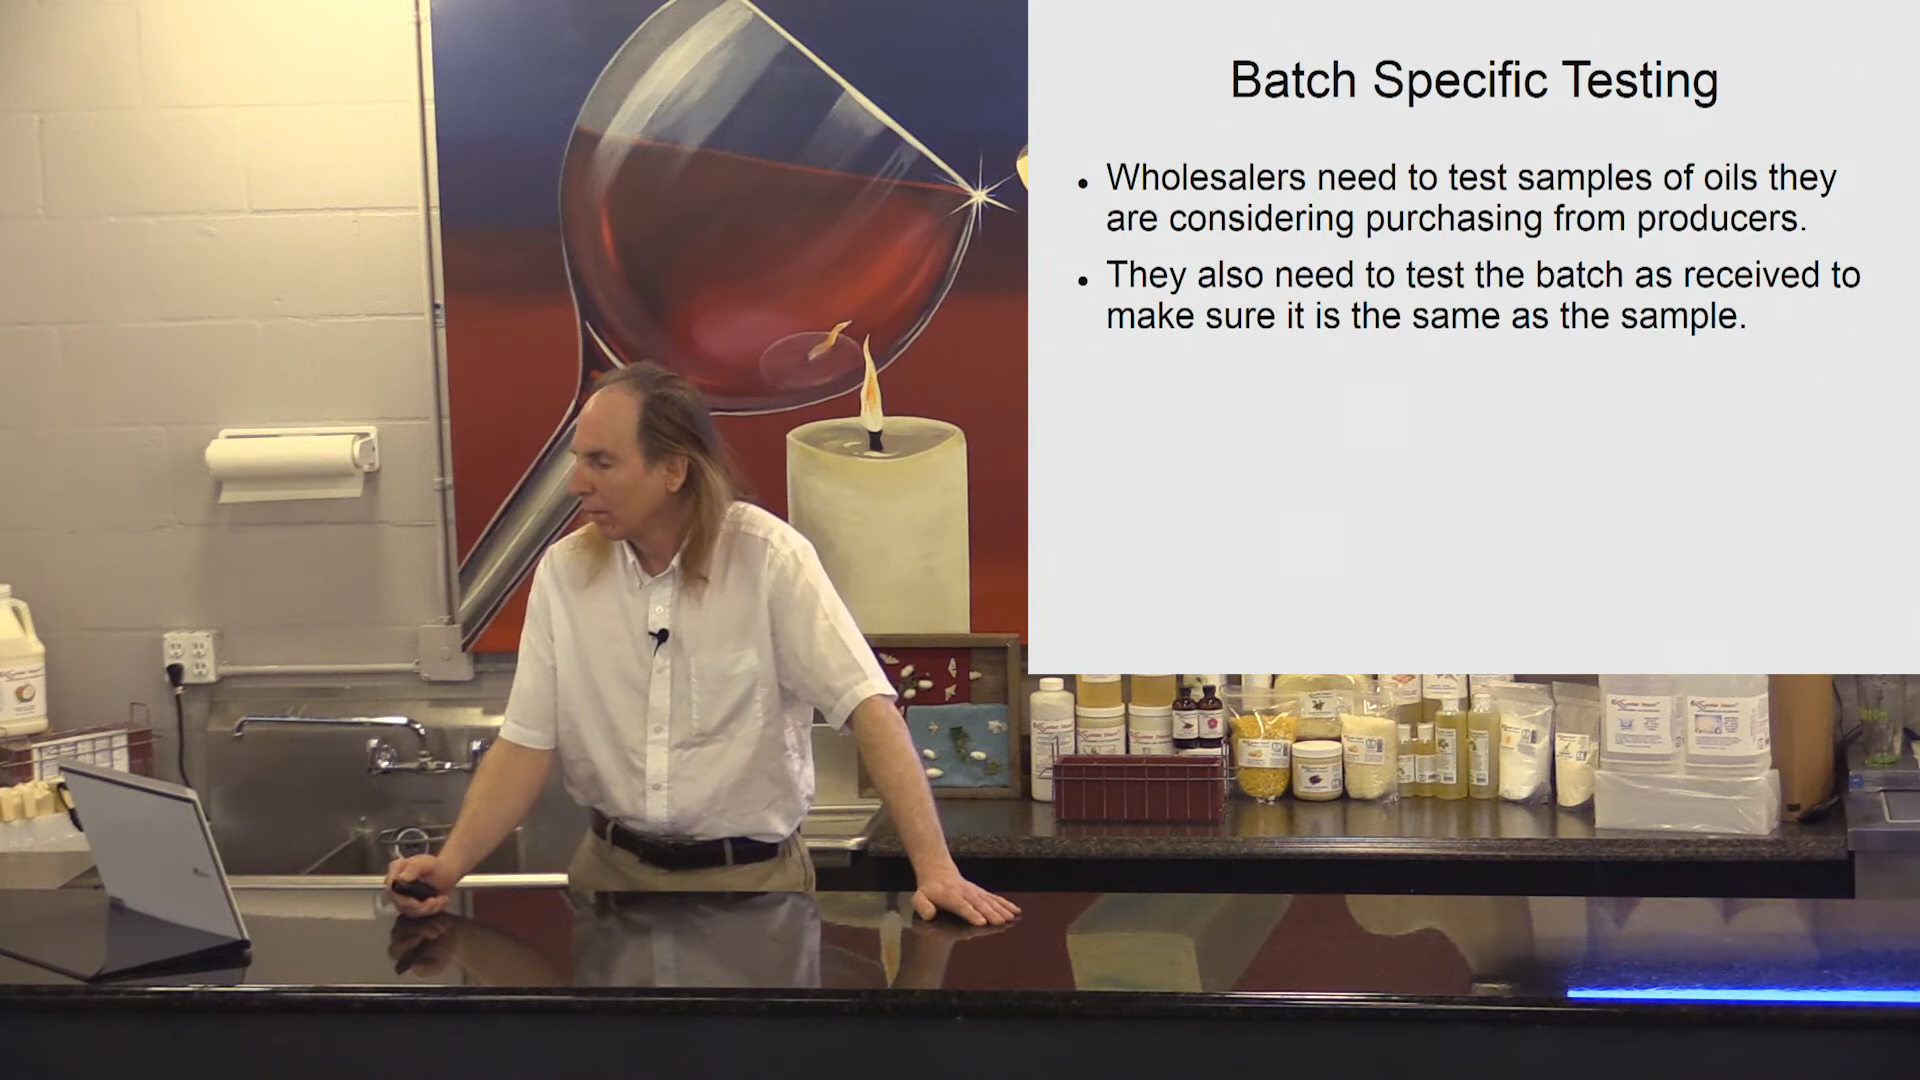 Batch Specific Testing
• Wholesalers need to test samples of oils they
are considering purchasing from producers.
• They also need to test the batch as received to
make sure it is the same as the sample.